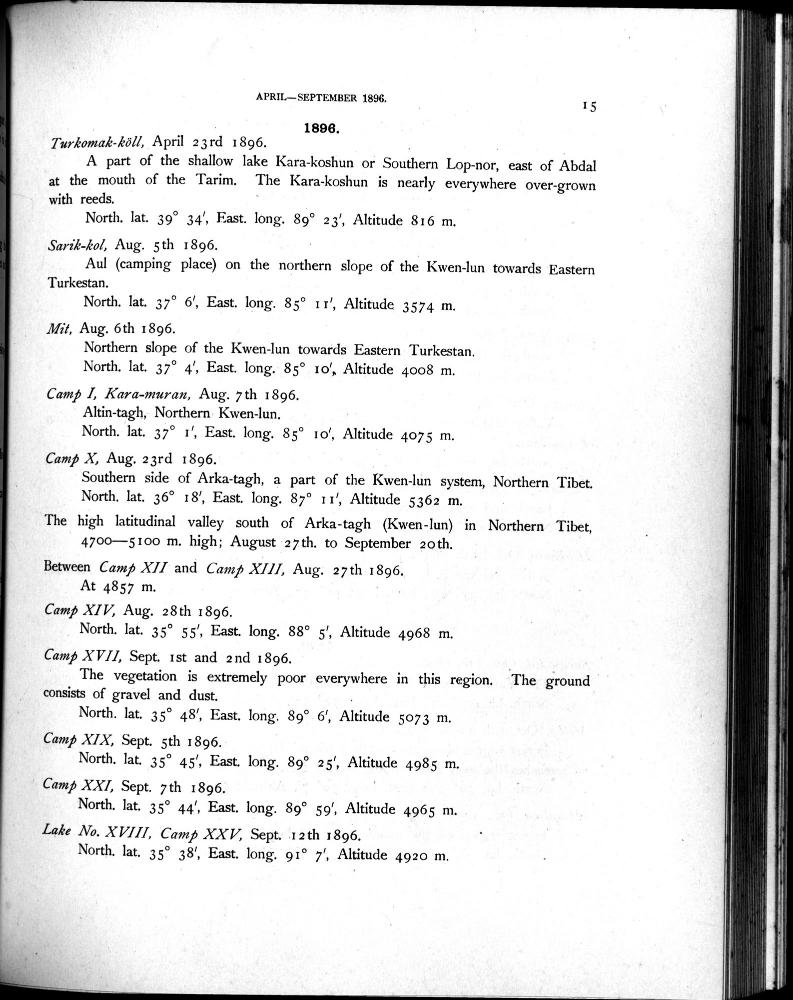 APRIL—SEPTEMBER 1896.
15
1896.
Turkomak-köll, April 23rd 1896.
A part of the shallow lake Kara-koshun or Southern Lop-nor, east of Abdal
at the mouth of the Tarim. The Kara-koshun is nearly everywhere over-grown
with reeds.
North. lat. 39° 34′, East. long. 89° 23′, Altitude 816 m.
Sarik-kol, Aug. 5th 1896.
Aul (camping place) on the northern slope of the Kwen-lun towards Eastern
Turkestan.
North. lat. 37° 6′, East. long. 85° 11′, Altitude 3574 m.
Mit, Aug. 6th 1896.
Northern slope of the Kwen-lun towards Eastern Turkestan.
North. lat. 37° 4′, East. long. 85° 10′, Altitude 4008 m.
Camp I, Kara-muran, Aug. 7th 1896.
Altin-tagh, Northern Kwen-lun.
North. lat. 37° 1′, East. long. 85° 10′, Altitude 4075 m.
Camp X, Aug. 23rd 1896.
Southern side of Arka-tagh, a part of the Kwen-lun system, Northern Tibet.
North. lat. 36° 18′, East. long. 87° 11′, Altitude 5362 m.
The high latitudinal valley south of Arka-tagh (Kwen-lun) in Northern Tibet,
4700—5100 m. high; August 27th. to September 20th.
Between Camp XII and Camp XIII, Aug. 27th 1896.
At 4857 m.
Camp XIV, Aug. 28th 1896.
North. lat. 35° 55′, East. long. 88° 5′, Altitude 4968 m.
Camp XVII, Sept. 1st and 2nd 1896.
The vegetation is extremely poor everywhere in this region. The ground
consists of gravel and dust.
North. lat. 35° 48′, East. long. 89° 6′, Altitude 5073 m.
Camp XIX, Sept. 5th 1896.
North. lat. 35° 45′, East. long. 89° 25′, Altitude 4985 m.
Camp XXI, Sept. 7th 1896.
North. lat. 35° 44′, East. long. 89° 59′, Altitude 4965 m.
Lake No. XVIII, Camp XXV, Sept. 12th 1896.
North. lat. 35° 38′, East. long. 91° 7′, Altitude 4920 m.